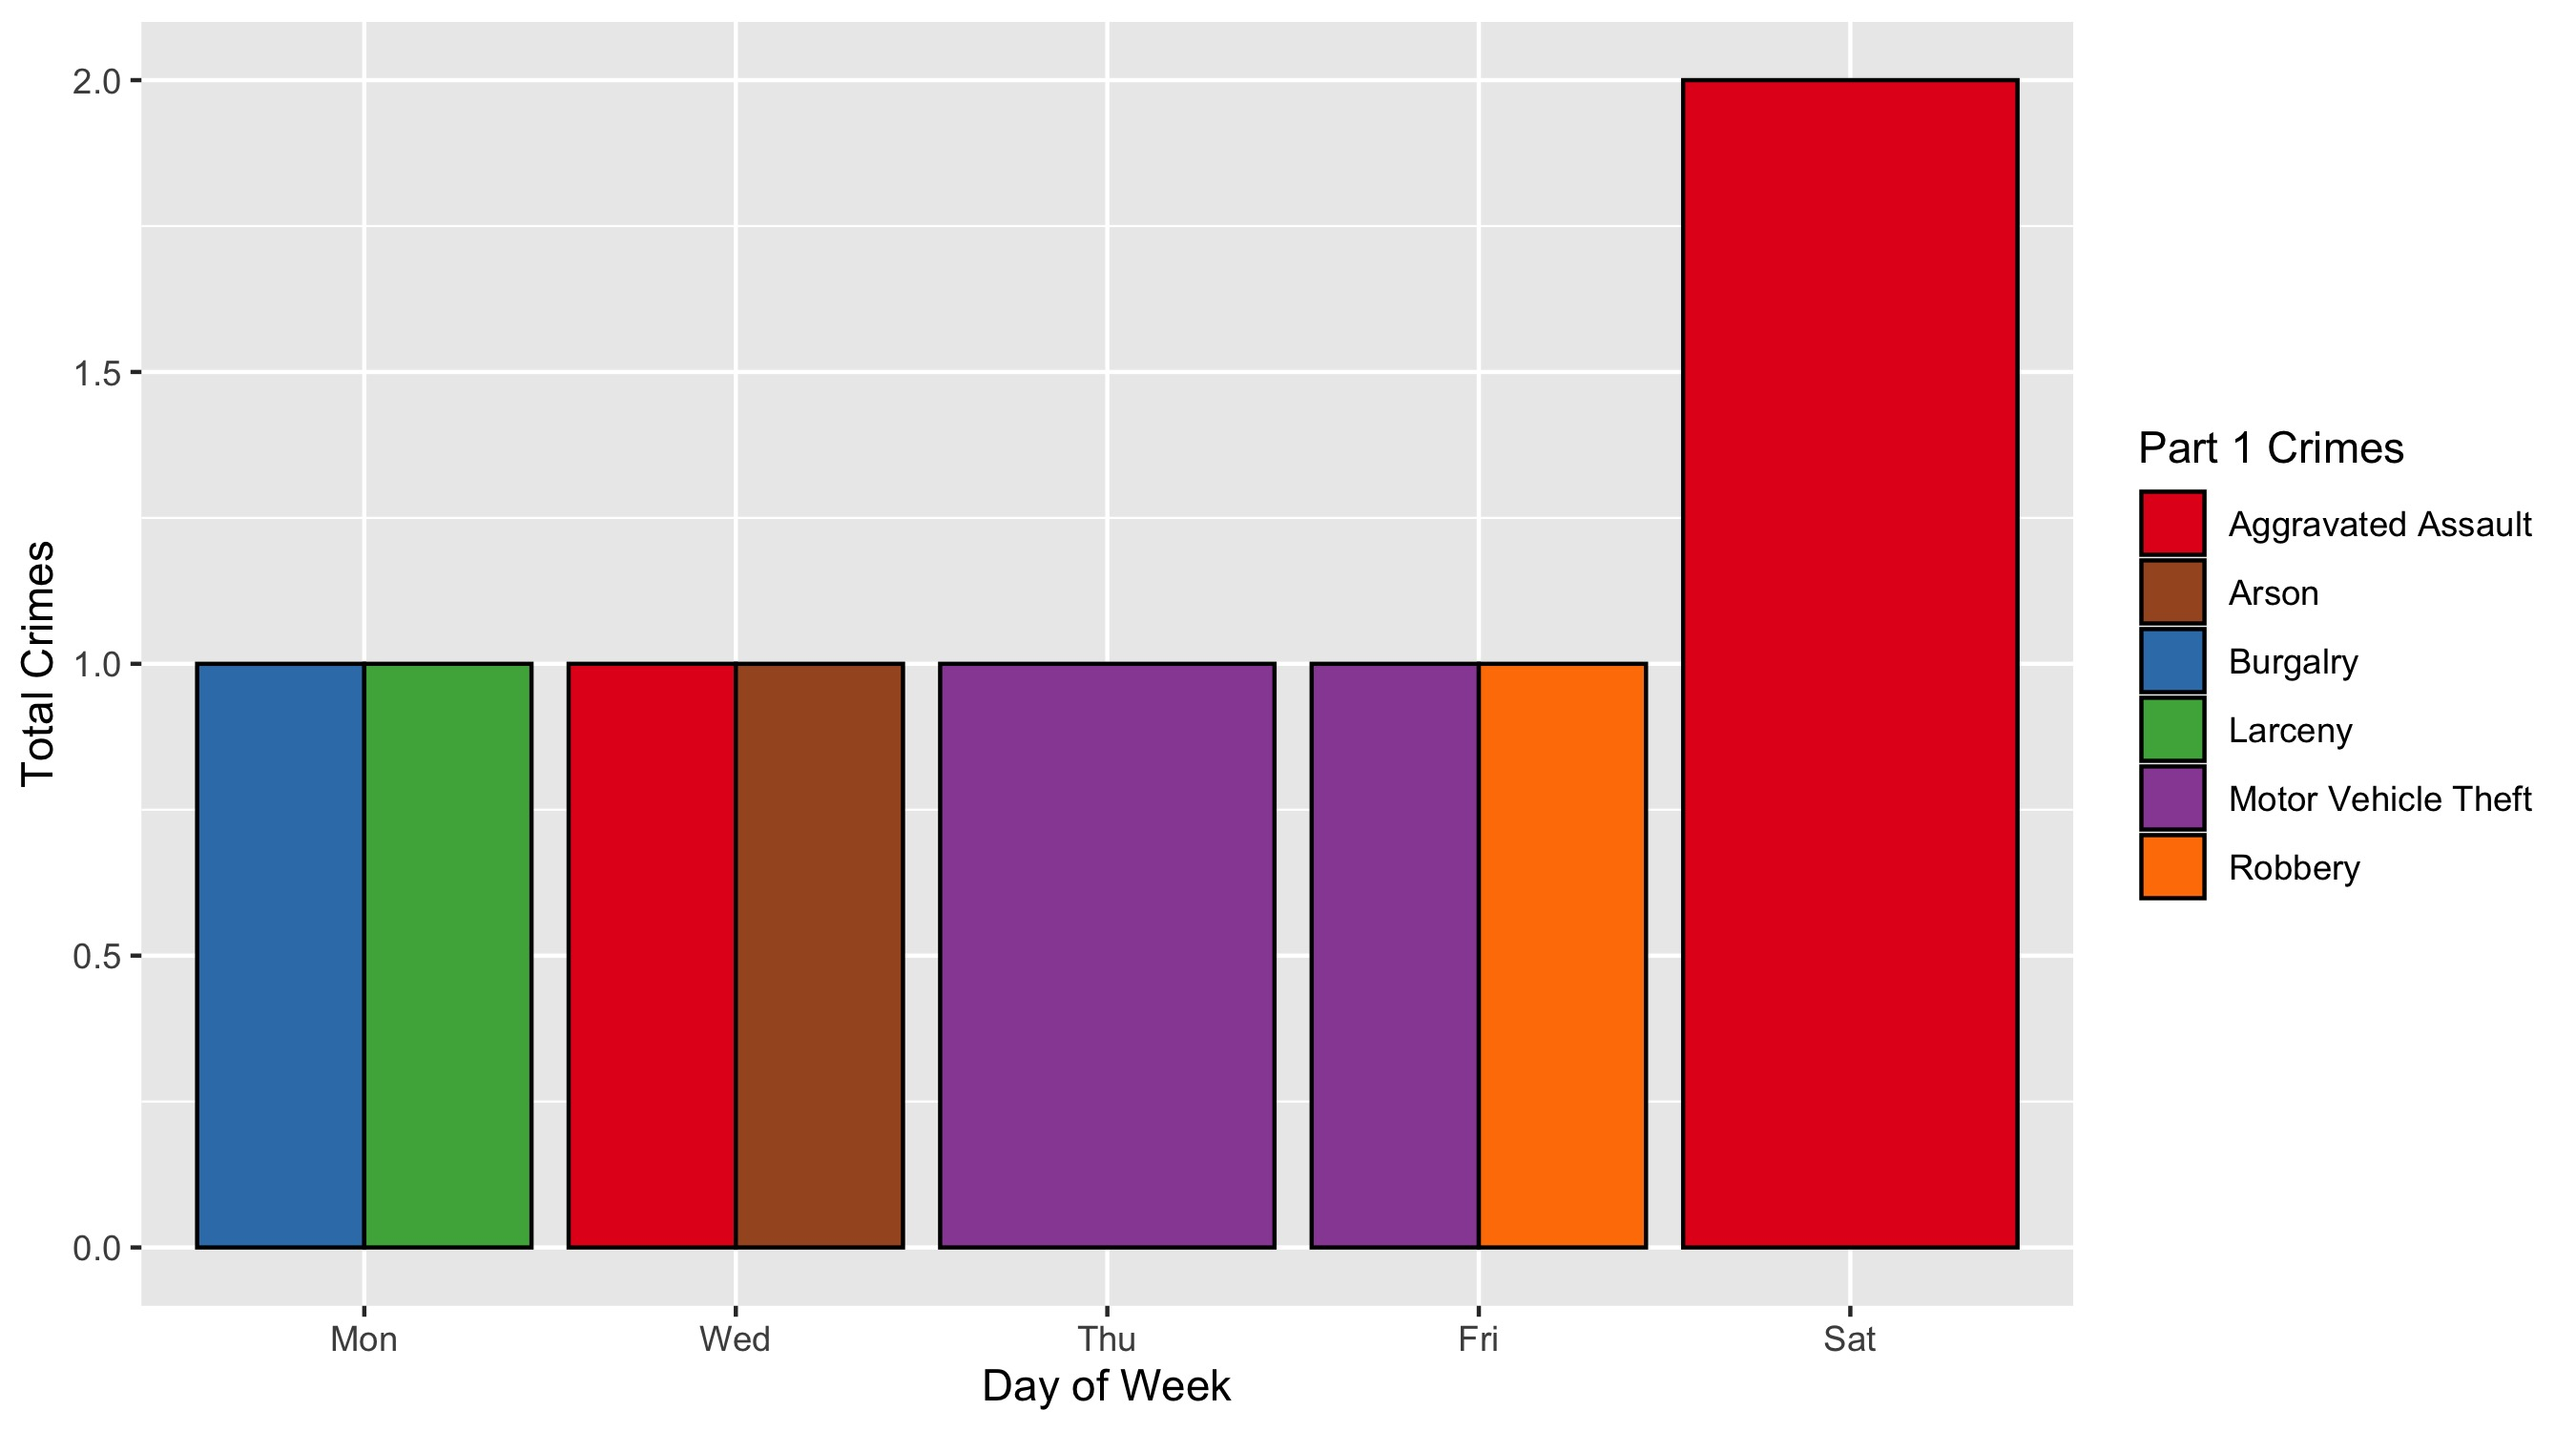 2.0
1.5
1.0
0.5
0.0
Total Crimes
Mon Wed Thu Fri Sat
Day of Week
Part 1 Crimes
Aggravated Assault
Arson
Burgalry
Larceny
Motor Vehicle Theft
Robbery